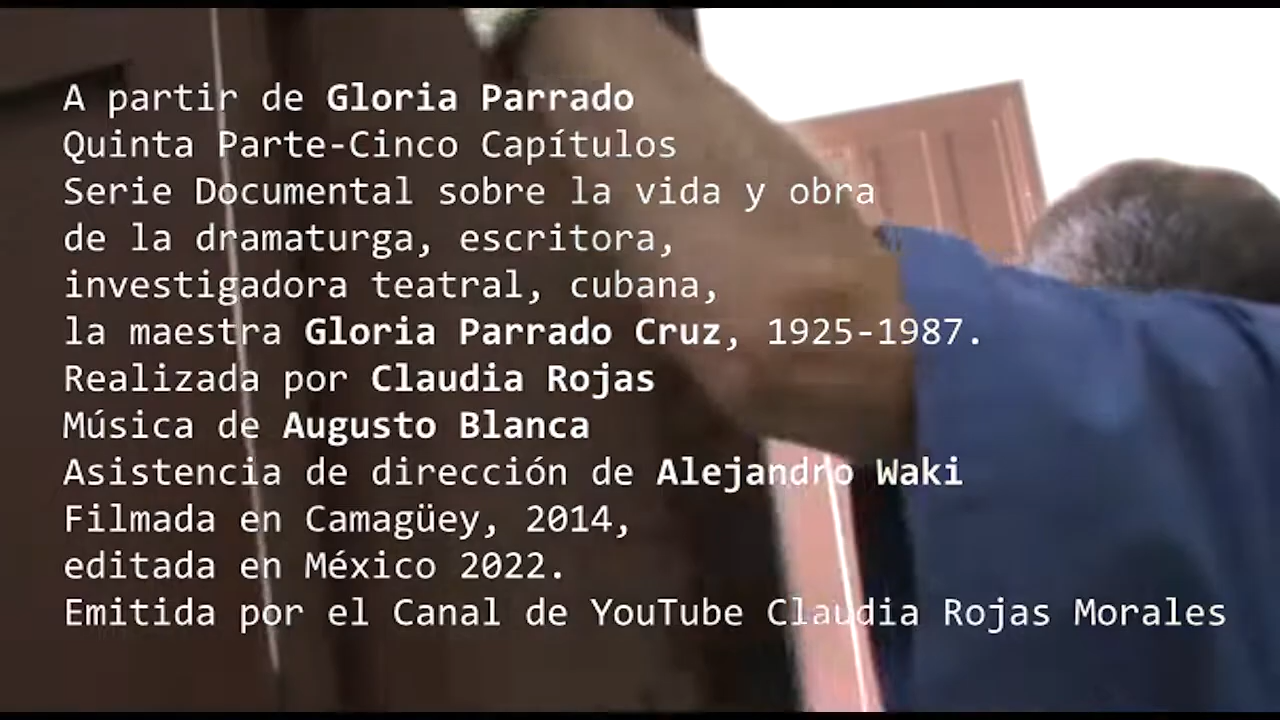 A partir de Gloria Parrado
Quinta Parte-Cinco Capítulos
Serie Documental sobre la vida y obra
de la dramaturga, escritora,
investigadora teatral, cubana,
la maestra Gloria Parrado Cruz, 1925-1987.
Realizada por Claudia Rojas
Música de Augusto Blanca
Asistencia de dirección de Alejandro Waki
Filmada en Camagüey, 2014,
editada en México 2022.
Emitida por el Canal de YouTube Claudia Rojas Morales